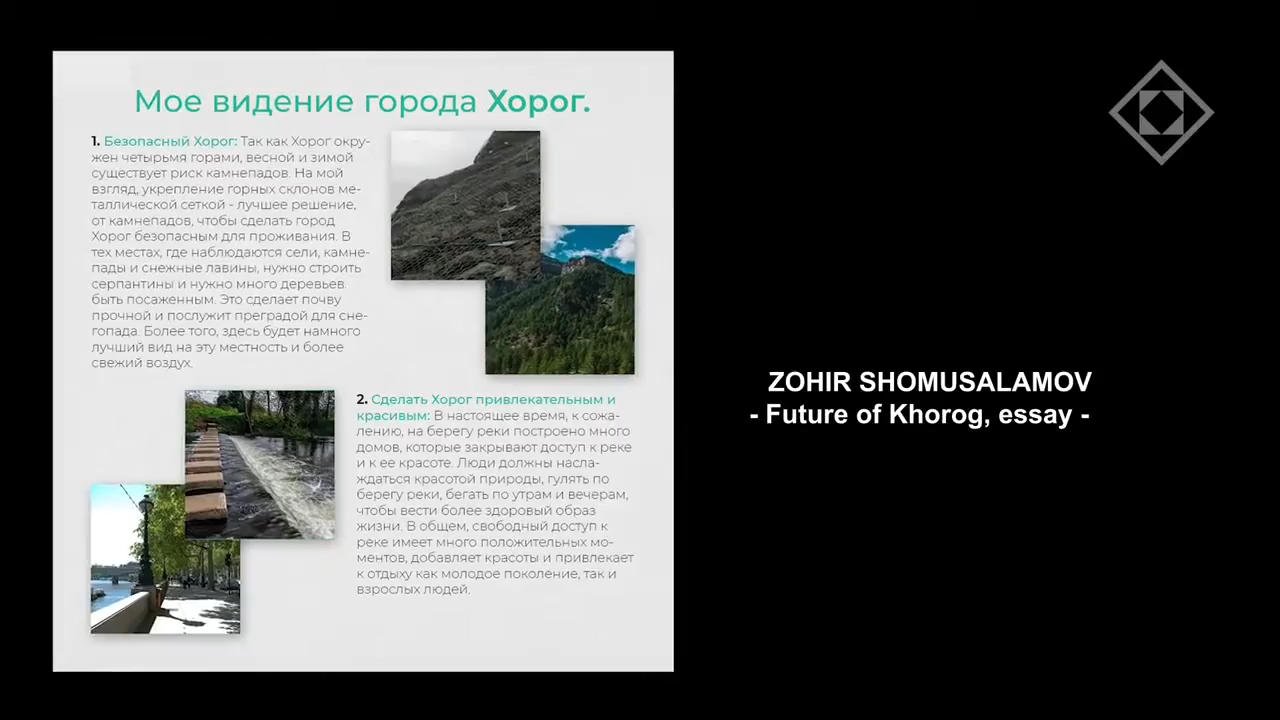 Мое видение города Хорог.
1. Безопасный Хорог: Так как Хорог окру-
жен четырьмя горами, весной и зимой
существует риск камнепадов. На мой
взгляд, укрепление горных склонов ме-
таллической сеткой - лучшее решение,
от камнепадов, чтобы сделать город
Хорог безопасным для проживания. В
тех местах, где наблюдаются сели, камне-
пады и снежные лавины, нужно строить
серпантины и нужно много деревьев
быть посаженным. Это сделает почву
прочной и послужит преградой для сне-
гопада. Более того, здесь будет намного
лучший вид на эту местность и более
свежий воздух.
2. Сделать Хорог привлекательным и
красивым: В настоящее время, к сожа-
лению, на берегу реки построено много
домов, которые закрывают доступ к реке
и к ее красоте. Люди должны насла-
ждаться красотой природы, гулять по
берегу реки, бегать по утрам и вечерам,
чтобы вести более здоровый образ
жизни. В общем, свободный доступ к
реке имеет много положительных мо-
ментов, добавляет красоты и привлекает
к отдыху как молодое поколение, так и
взрослых людей.
ZOHIR SHOMUSALAMOV
- Future of Khorog, essay -